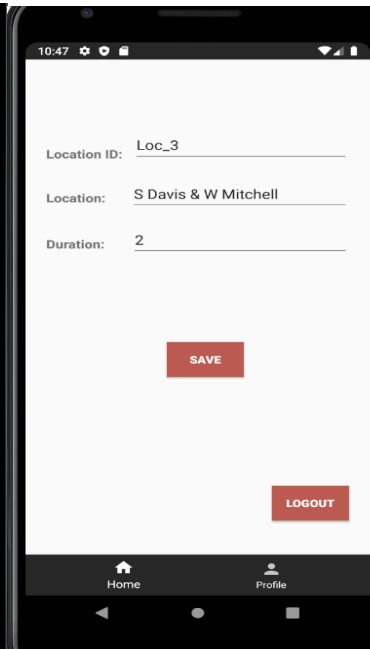 10:47
Location ID: Loc_3
Location: S Davis & W Mitchell
Duration: 2
SAVE
LOGOUT
Home Profile